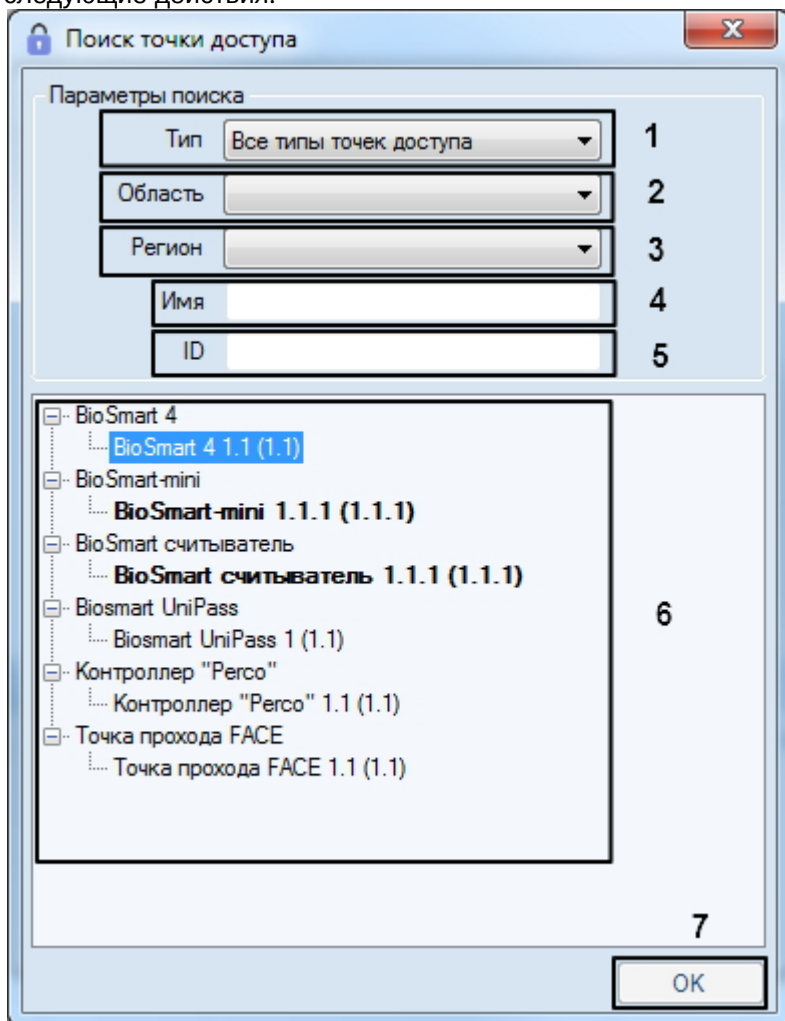 следующие действия.
Поиск точки доступа
Параметры поиска
Тип Все типы точек доступа 1
Область 2
Регион 3
Имя 4
ID 5
BioSmart 4
BioSmart 4 1.1 (1.1)
BioSmart-mini
BioSmart-mini 1.1.1 (1.1.1)
BioSmart считыватель
BioSmart считыватель 1.1.1 (1.1.1)
Biosmart UniPass
6
Biosmart UniPass 1 (1.1)
Контроллер "Perco"
Контроллер "Perco" 1.1 (1.1)
Точка прохода FACE
Точка прохода FACE 1.1 (1.1)
7
OK